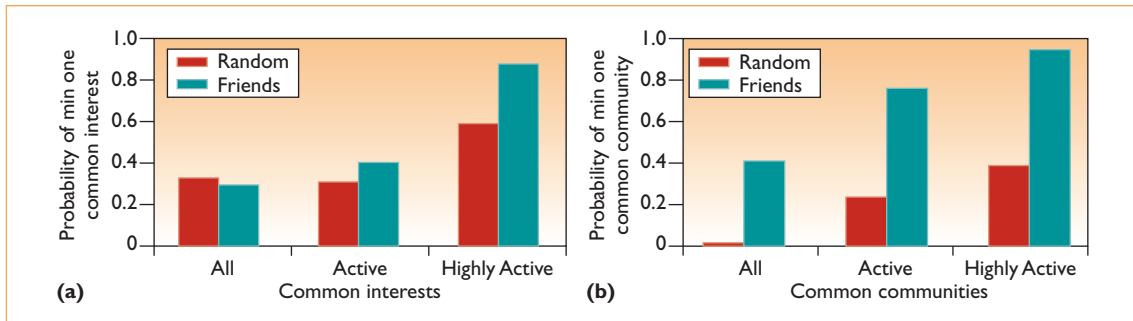 Probability of min one
common interest
1.0
0.8
0.6
0.4
0.2
0
Random
Friends
All
Active
Highly Active
Common interests
(a)
Probability of min one
common community
1.0
0.8
0.6
0.4
0.2
0
Random
Friends
All
Active
Highly Active
Common communities
(b)